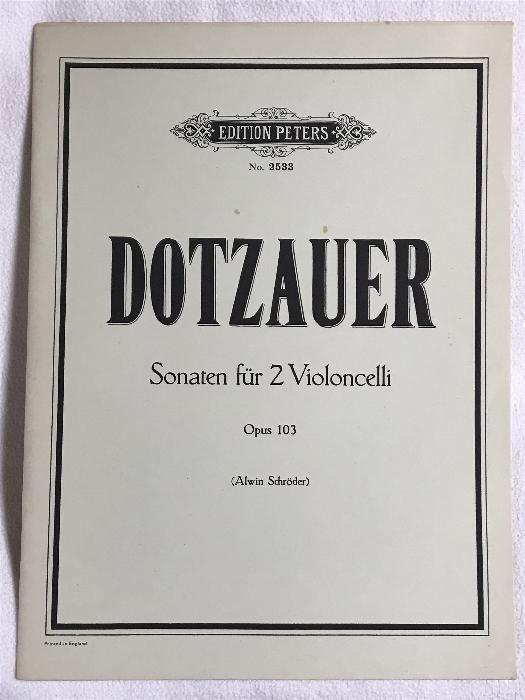 EDITION PETERS
No. 2533
DOTZAUER
Sonaten für 2 Violoncelli
Opus 103
(Alwin Schröder)
Printed in England